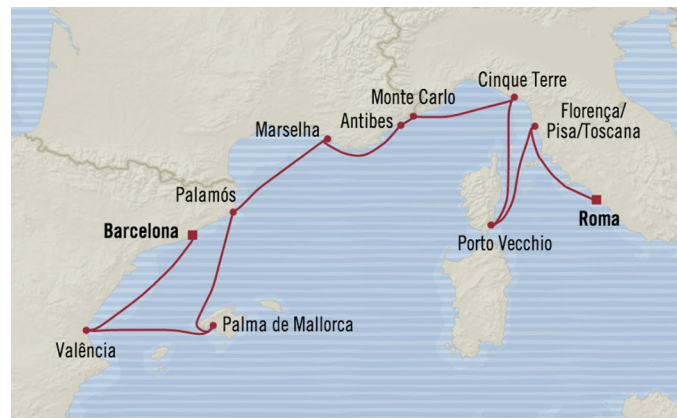 Cinque Terre
Monte Carlo
Florença/
Pisa/Toscana
Antibes
Marselha
Palamós
Barcelona
Roma
Porto Vecchio
Palma de Mallorca
Valência